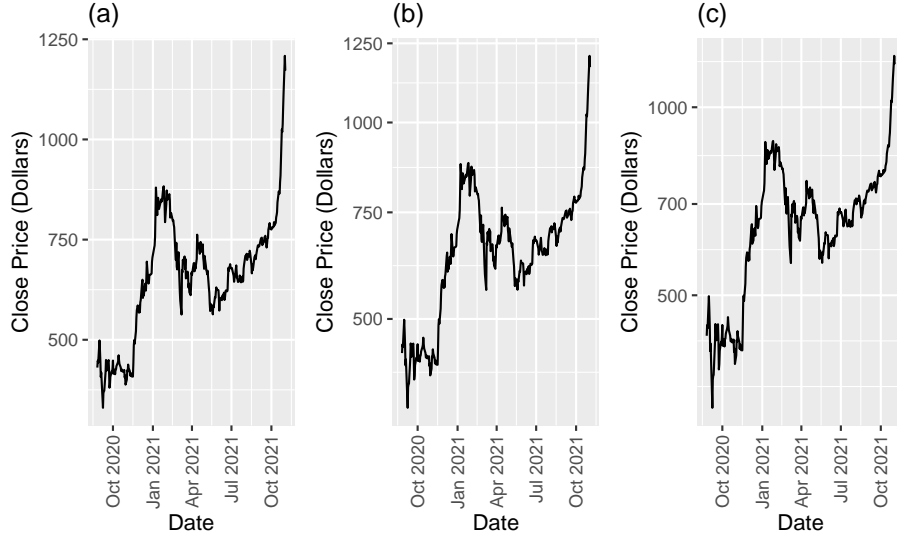 (a)
Close Price (Dollars)
1250
1000
750
500
Oct 2020
Jan 2021
Apr 2021
Jul 2021
Oct 2021
Date
(b)
Close Price (Dollars)
1250
1000
750
500
Oct 2020
Jan 2021
Apr 2021
Jul 2021
Oct 2021
Date
(c)
Close Price (Dollars)
1000
700
500
Oct 2020
Jan 2021
Apr 2021
Jul 2021
Oct 2021
Date